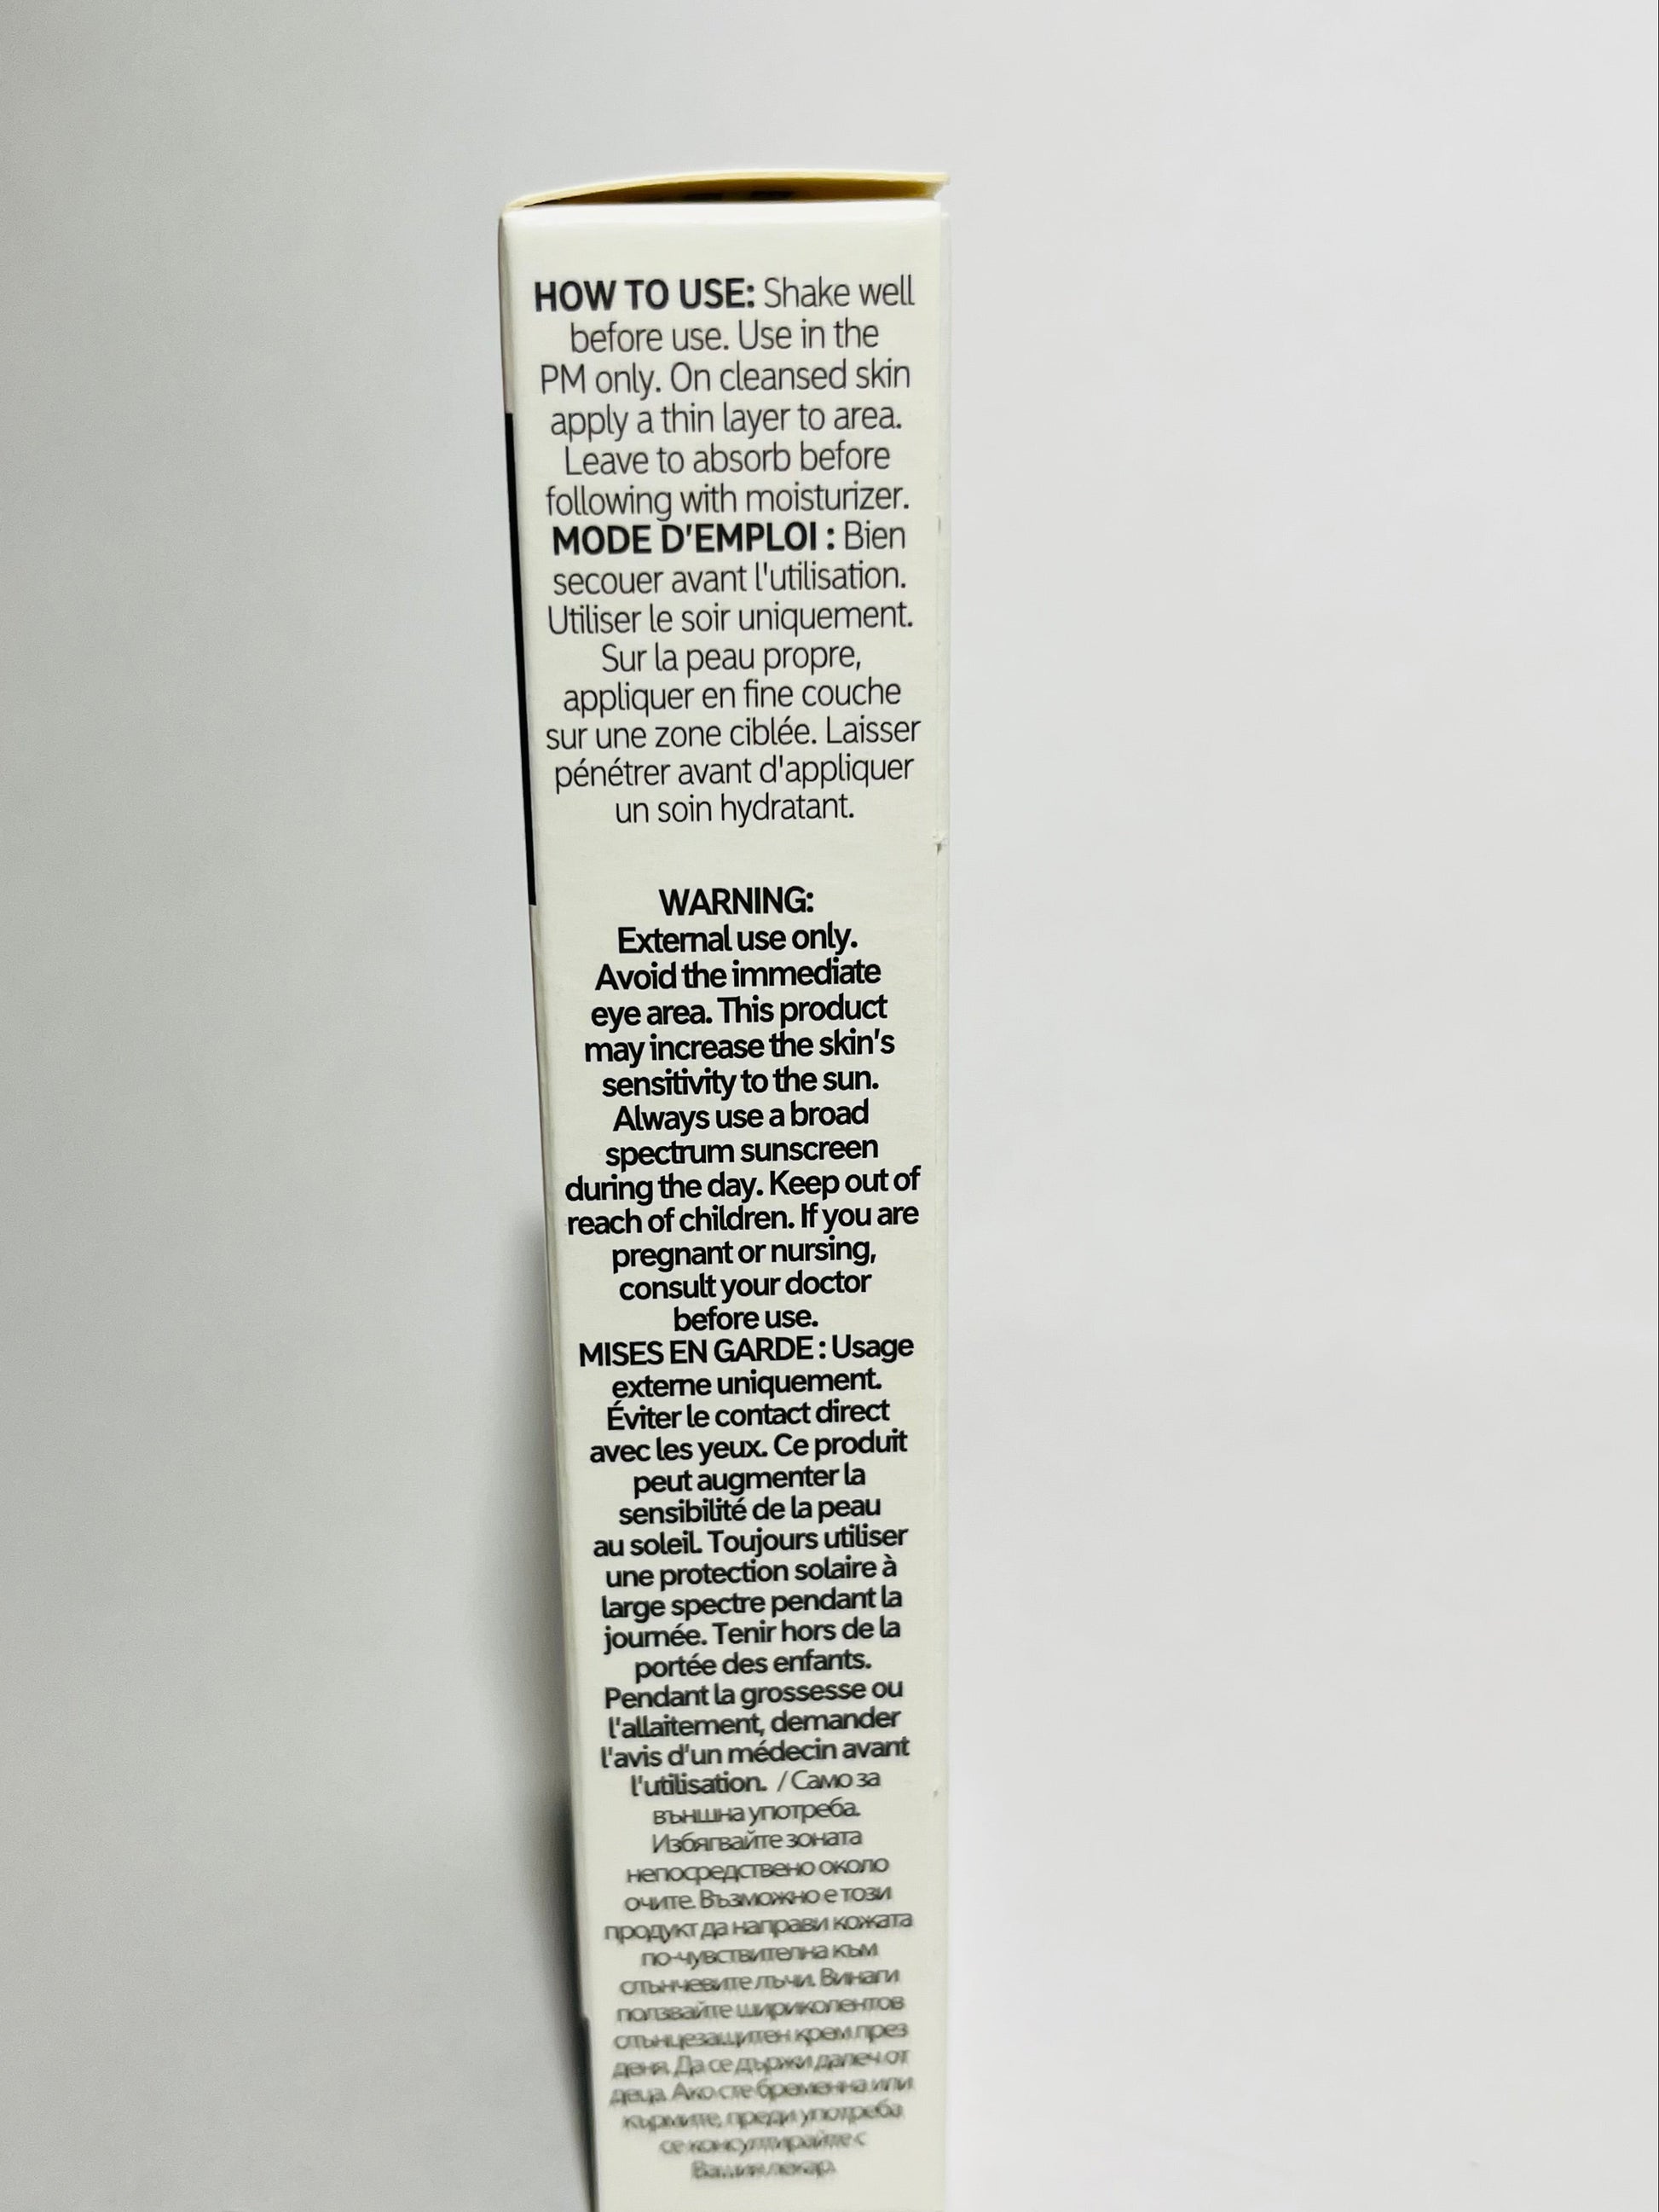 HOW TO USE: Shake well
before use. Use in the
PM only. On cleansed skin
apply a thin layer to area.
Leave to absorb before
following with moisturizer.
MODE D'EMPLOI : Bien
secouer avant l'utilisation.
Utiliser le soir uniquement.
Sur la peau propre,
appliquer en fine couche
sur une zone ciblée. Laisser
pénétrer avant d'appliquer
un soin hydratant.
WARNING:
External use only.
Avoid the immediate
eye area. This product
may increase the skin's
sensitivity to the sun.
Always use a broad
spectrum sunscreen
during the day. Keep out of
reach of children. If you are
pregnant or nursing,
consult your doctor
before use.
MISES EN GARDE : Usage
externe uniquement.
Éviter le contact direct
avec les yeux. Ce produit
peut augmenter la
sensibilité de la peau
au soleil. Toujours utiliser
une protection solaire à
large spectre pendant la
journée. Tenir hors de la
portée des enfants.
Pendant la grossesse ou
l'allaitement, demander
l'avis d'un médecin avant
l'utilisation. / Само за
външна употреба.
Избягвайте зоната
непосредствено около
очите. Възможно е този
продукт да направи кожата
по-чувствителна към
слънчевите лъчи. Винаги
ползвайте шириколентов
слънцезащитен крем през
деня. Да се държи далеч от
деца. Ако сте бременна или
кърмите, преди употреба
се консултирайте с
Вашия лекар.